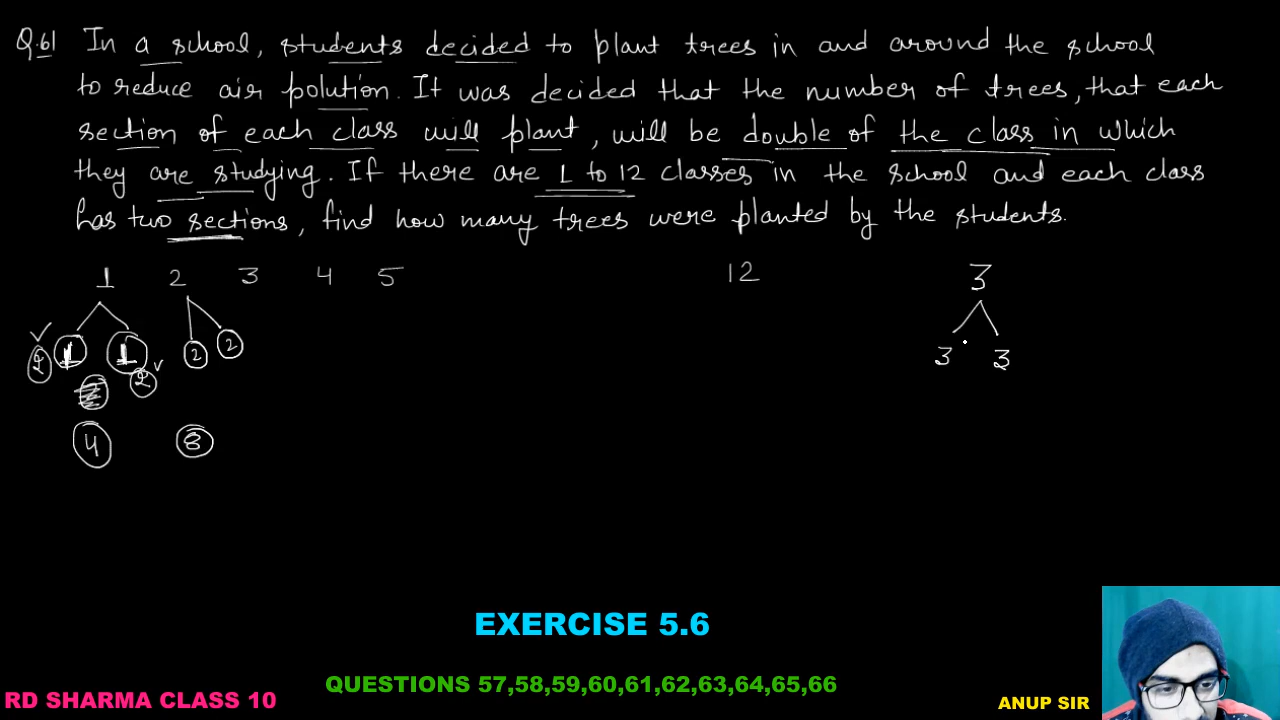 Q.61 In a school, students decided to plant trees in and around the school
to reduce air polution. It was decided that the number of trees, that each
section of each class will plant, will be double of the class in which
they are studying. If there are 1 to 12 classes in the school and each class
has two sections, find how many trees were planted by the students.
1 2 3 4 5 12 3
2 1 1 2 2 2 3 3
4 8
EXERCISE 5.6
QUESTIONS 57,58,59,60,61,62,63,64,65,66
RD SHARMA CLASS 10
ANUP SIR